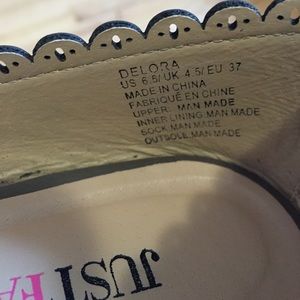 DELORA
US 6.5/UK 4.5/EU 37
MADE IN CHINA
FABRIQUÉ EN CHINE
UPPER: MAN MADE
INNER LINING:MAN MADE
SOCK:MAN MADE
OUTSOLE:MAN MADE
JUSTFA